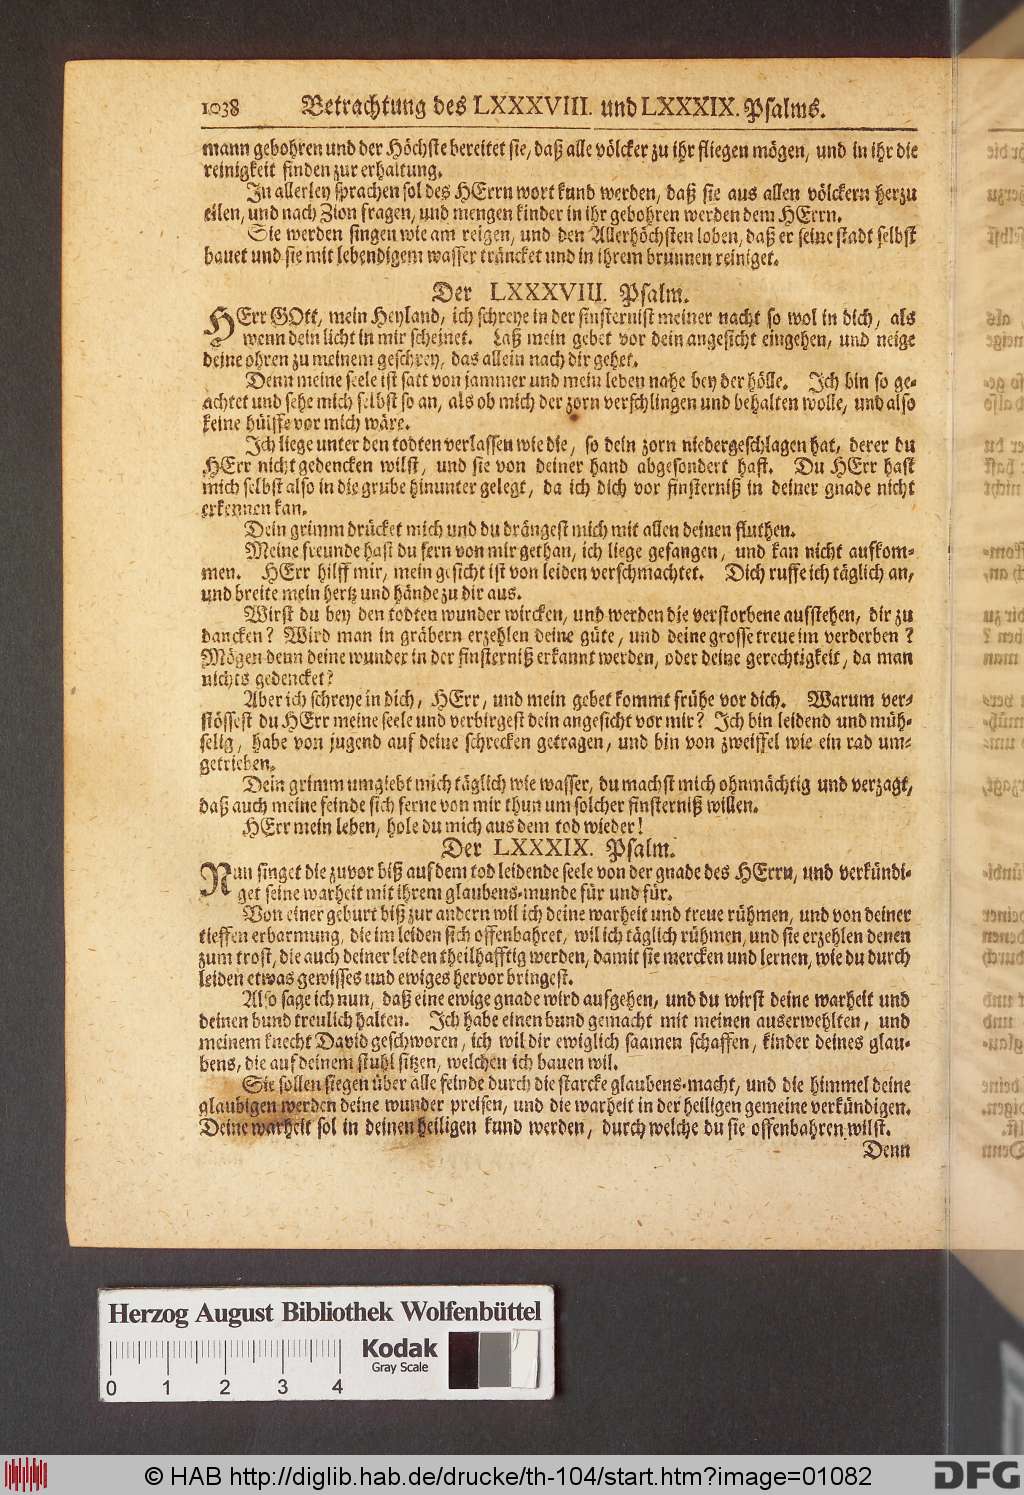 1038 Betrachtung des LXXXVIII. und LXXXIX. Psalms.
mann gebohren und der Höchste bereitet sie, daß alle völcker zu ihr fliegen mögen, und in ihr die
reinigkeit finden zur erhaltung.
In allerley sprachen sol des HErrn wort kund werden, daß sie aus allen völckern herzu
eilen, und nach Zion fragen, und mengen kinder in ihr gebohren werden dem HErrn.
Sie werden singen wie am reigen, und den Allerhöchsten loben, daß er seine stadt selbst
bauet und sie mit lebendigem wasser träncket und in ihrem brunnen reiniget.
Der LXXXVIII. Psalm.
HErr GOtt, mein Heyland, ich schreye in der finsternist meiner nacht so wol in dich, als
wenn dein licht in mir scheinet. Laß mein gebet vor dein angesicht eingehen, und neige
deine ohren zu meinem geschrey, das allein nach dir gehet.
Denn meine seele ist satt von jammer und mein leben nahe bey der hölle. Ich bin so ge-
achtet und sehe mich selbst so an, als ob mich der zorn verschlingen und behalten wolle, und also
keine hülffe vor mich wäre.
Ich liege unter den todten verlassen wie die, so dein zorn niedergeschlagen hat, derer du
HErr nicht gedencken wilst, und sie von deiner hand abgesondert hast. Du HErr hast
mich selbst also in die grube hinunter gelegt, da ich dich vor finsterniß in deiner gnade nicht
erkennen kan.
Dein grimm drücket mich und du drängest mich mit allen deinen fluthen.
Meine freunde hast du fern von mir gethan, ich liege gefangen, und kan nicht aufkom-
men. HErr hilff mir, mein gesicht ist von leiden verschmachtet. Dich ruffe ich täglich an,
und breite mein hertz und hände zu dir aus.
Wirst du bey den todten wunder wircken, und werden die verstorbene aufstehen, dir zu
dancken? Wird man in gräbern erzehlen deine güte, und deine grosse treue im verderben?
Mögen denn deine wunder in der finsterniß erkannt werden, oder deine gerechtigkeit, da man
nichts gedencket?
Aber ich schreye in dich, HErr, und mein gebet kommt frühe vor dich. Warum ver-
stössest du HErr meine seele und verbirgest dein angesicht vor mir? Ich bin leidend und müh-
selig, habe von jugend auf deine schrecken getragen, und bin von zweiffel wie ein rad um-
getrieben.
Dein grimm umgiebt mich täglich wie wasser, du machst mich ohnmächtig und verzagt,
daß auch meine feinde sich ferne von mir thun um solcher finsterniß willen.
HErr mein leben, hole du mich aus dem tod wieder!
Der LXXXIX. Psalm.
Nun singet die zuvor biß auf dem tod leidende seele von der gnade des HErrn, und verkündi-
get seine warheit mit ihrem glaubens-munde für und für.
Von einer geburt biß zur andern wil ich deine warheit und treue rühmen, und von deiner
tieffen erbarmung, die im leiden sich offenbahret, wil ich täglich rühmen, und sie erzehlen denen
zum trost, die auch deiner leiden theilhafftig werden, damit sie mercken und lernen, wie du durch
leiden etwas gewisses und ewiges hervor bringest.
Also sage ich nun, daß eine ewige gnade wird aufgehen, und du wirst deine warheit und
deinen bund treulich halten. Ich habe einen bund gemacht mit meinen auserwehlten, und
meinem knecht David geschworen, ich wil dir ewiglich saamen schaffen, kinder deines glau-
bens, die auf deinem stuhl sitzen, welchen ich bauen wil.
Sie sollen siegen über alle feinde durch die starcke glaubens-macht, und die himmel deine
glaubigen werden deine wunder preisen, und die warheit in der heiligen gemeine verkündigen.
Deine warheit sol in deinen heiligen kund werden, durch welche du sie offenbahren wilst.
Denn
Herzog August Bibliothek Wolfenbüttel
Kodak
Gray Scale
0 1 2 3 4
© HAB http://diglib.hab.de/drucke/th-104/start.htm?image=01082
DFG